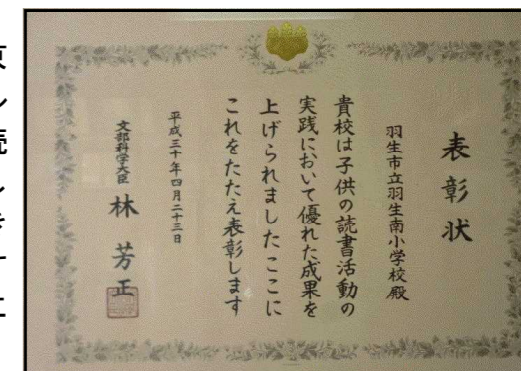 表彰状
羽生市立羽生南小学校殿
貴校は子供の読書活動の
実践において優れた成果を
上げられましたここに
これをたたえ表彰します
平成三十年四月二十三日
文部科学大臣 林芳正